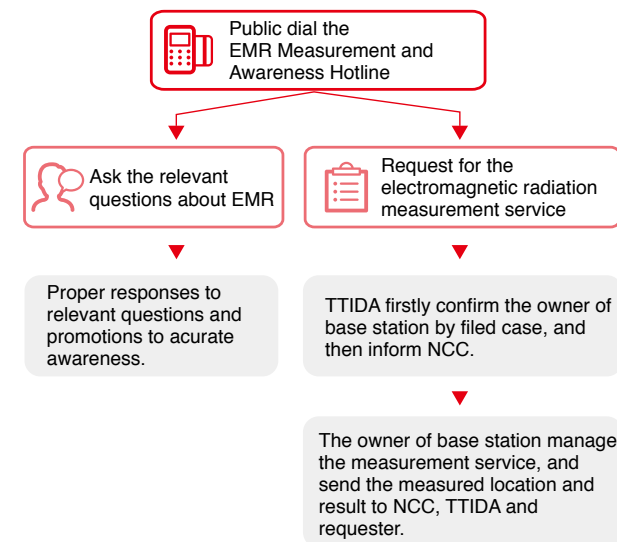 Public dial the
EMR Measurement and
Awareness Hotline
Ask the relevant
questions about EMR
Request for the
electromagnetic radiation
measurement service
Proper responses to
relevant questions and
promotions to acurate
awareness.
TTIDA firstly confirm the owner of
base station by filed case, and
then inform NCC.
The owner of base station manage
the measurement service, and
send the measured location and
result to NCC, TTIDA and
requester.